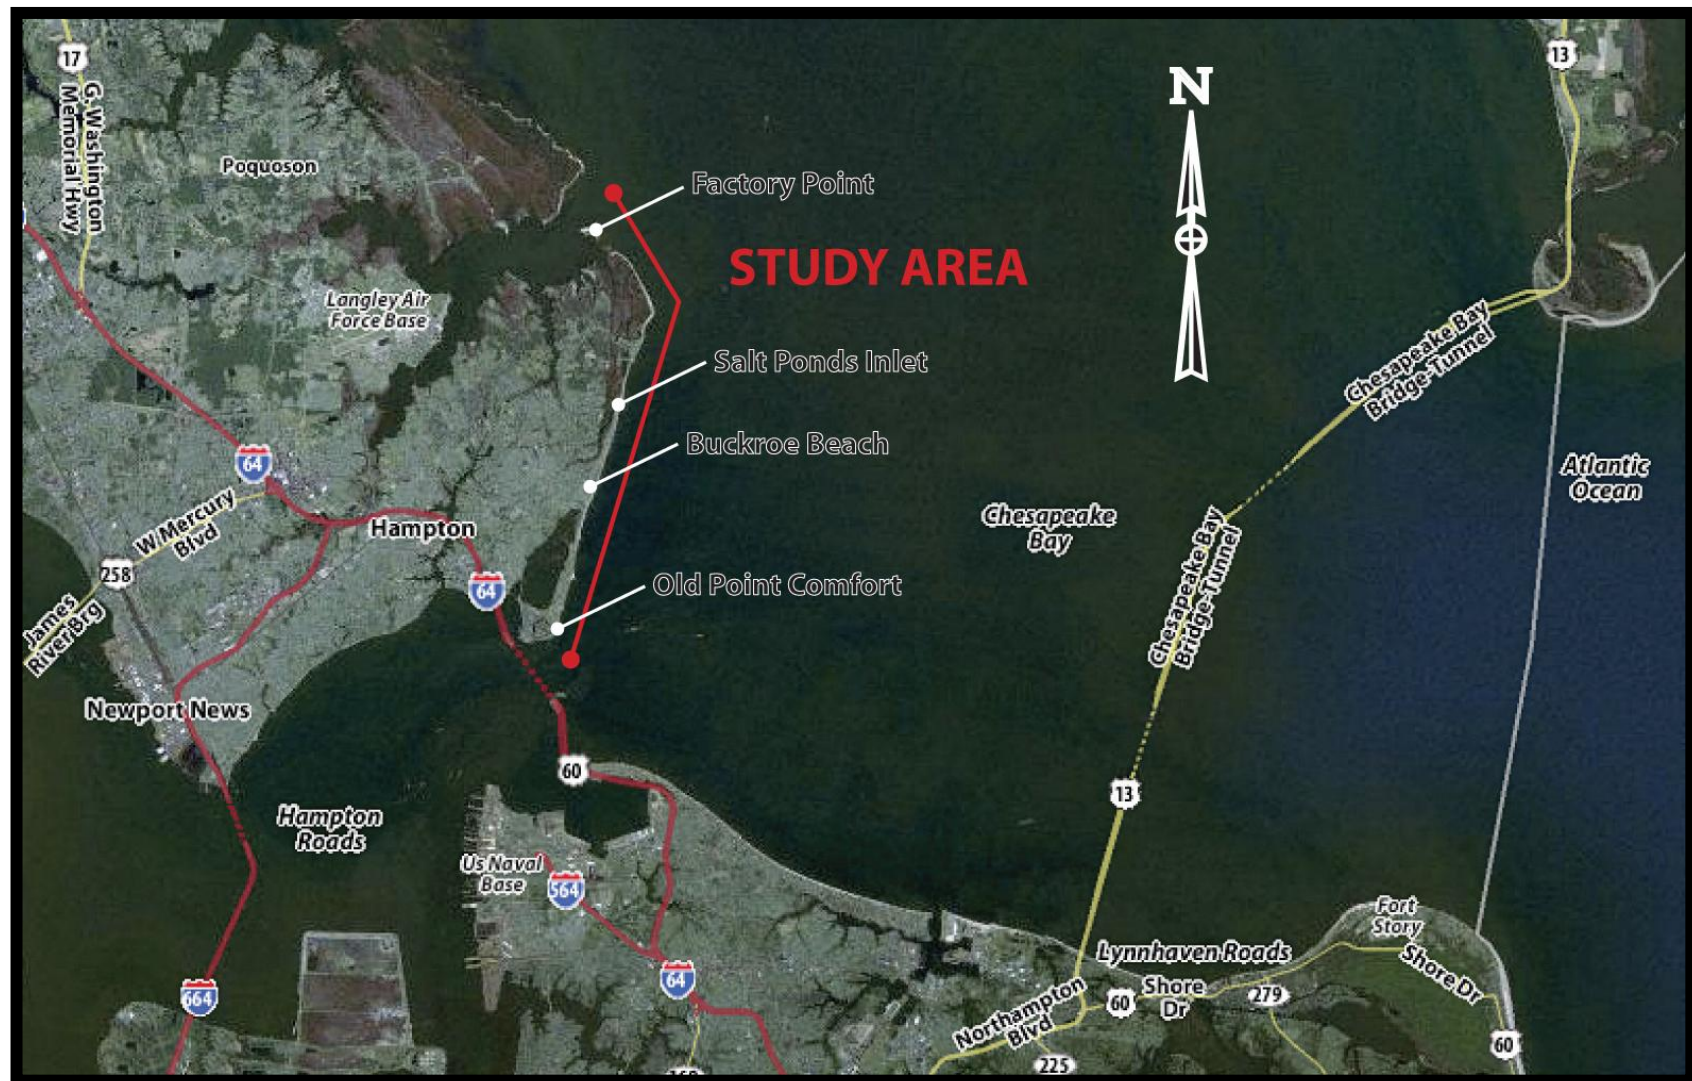 17
G. Washington
Memorial Hwy
Poquoson
Langley Air
Force Base
Factory Point
STUDY AREA
N
13
Salt Ponds Inlet
Chesapeake Bay
Bridge-Tunnel
Buckroe Beach
64
W Mercury
Blvd
Hampton
Atlantic
Ocean
Chesapeake
Bay
258
64
Old Point Comfort
James
River Brg
Chesapeake Bay
Bridge-Tunnel
Newport News
60
13
Hampton
Roads
Us Naval
Base
564
Fort
Story
Lynnhaven Roads
Shore Dr
64
664
Shore
Dr
60
279
Northampton
Blvd
60
225